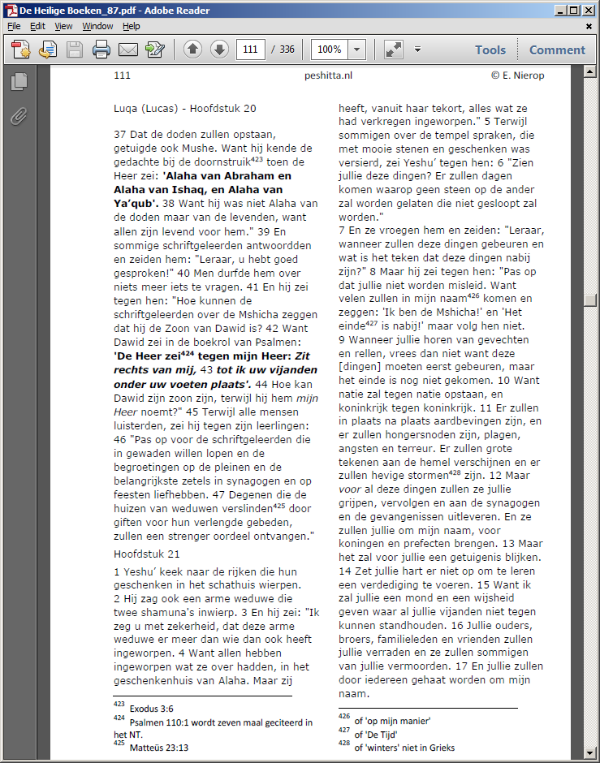 De Heilige Boeken_87.pdf - Adobe Reader
File Edit View Window Help
111 / 336 100% Tools Comment
111 peshitta.nl © E. Nierop
Luqa (Lucas) - Hoofdstuk 20
37 Dat de doden zullen opstaan,
getuigde ook Mushe. Want hij kende de
gedachte bij de doornstruik423 toen de
Heer zei: 'Alaha van Abraham en
Alaha van Ishaq, en Alaha van
Ya'qub'. 38 Want hij was niet Alaha van
de doden maar van de levenden, want
allen zijn levend voor hem." 39 En
sommige schriftgeleerden antwoordden
en zeiden hem: "Leraar, u hebt goed
gesproken!" 40 Men durfde hem over
niets meer iets te vragen. 41 En hij zei
tegen hen: "Hoe kunnen de
schriftgeleerden over de Mshicha zeggen
dat hij de Zoon van Dawid is? 42 Want
Dawid zei in de boekrol van Psalmen:
'De Heer zei424 tegen mijn Heer: Zit
rechts van mij, 43 tot ik uw vijanden
onder uw voeten plaats'. 44 Hoe kan
Dawid zijn zoon zijn, terwijl hij hem mijn
Heer noemt?" 45 Terwijl alle mensen
luisterden, zei hij tegen zijn leerlingen:
46 "Pas op voor de schriftgeleerden die
in gewaden willen lopen en de
begroetingen op de pleinen en de
belangrijkste zetels in synagogen en op
feesten liefhebben. 47 Degenen die de
huizen van weduwen verslinden425 door
giften voor hun verlengde gebeden,
zullen een strenger oordeel ontvangen."
Hoofdstuk 21
1 Yeshu' keek naar de rijken die hun
geschenken in het schathuis wierpen.
2 Hij zag ook een arme weduwe die
twee shamuna's inwierp. 3 En hij zei: "Ik
zeg u met zekerheid, dat deze arme
weduwe er meer dan wie dan ook heeft
ingeworpen. 4 Want allen hebben
ingeworpen wat ze over hadden, in het
geschenkenhuis van Alaha. Maar zij
423 Exodus 3:6
424 Psalmen 110:1 wordt zeven maal geciteerd in
het NT.
425 Matteüs 23:13
heeft, vanuit haar tekort, alles wat ze
had verkregen ingeworpen." 5 Terwijl
sommigen over de tempel spraken, die
met mooie stenen en geschenken was
versierd, zei Yeshu' tegen hen: 6 "Zien
jullie deze dingen? Er zullen dagen
komen waarop geen steen op de ander
zal worden gelaten die niet gesloopt zal
worden."
7 En ze vroegen hem en zeiden: "Leraar,
wanneer zullen deze dingen gebeuren en
wat is het teken dat deze dingen nabij
zijn?" 8 Maar hij zei tegen hen: "Pas op
dat jullie niet worden misleid. Want
velen zullen in mijn naam426 komen en
zeggen: 'Ik ben de Mshicha!' en 'Het
einde427 is nabij!' maar volg hen niet.
9 Wanneer jullie horen van gevechten
en rellen, vrees dan niet want deze
[dingen] moeten eerst gebeuren, maar
het einde is nog niet gekomen. 10 Want
natie zal tegen natie opstaan, en
koninkrijk tegen koninkrijk. 11 Er zullen
in plaats na plaats aardbevingen zijn, en
er zullen hongersnoden zijn, plagen,
angsten en terreur. Er zullen grote
tekenen aan de hemel verschijnen en er
zullen hevige stormen428 zijn. 12 Maar
voor al deze dingen zullen ze jullie
grijpen, vervolgen en aan de synagogen
en de gevangenissen uitleveren. En ze
zullen jullie om mijn naam, voor
koningen en prefecten brengen. 13 Maar
het zal voor jullie een getuigenis blijken.
14 Zet jullie hart er niet op om te leren
een verdediging te voeren. 15 Want ik
zal jullie een mond en een wijsheid
geven waar al jullie vijanden niet tegen
kunnen standhouden. 16 Jullie ouders,
broers, familieleden en vrienden zullen
jullie verraden en ze zullen sommigen
van jullie vermoorden. 17 En jullie zullen
door iedereen gehaat worden om mijn
naam.
426 of 'op mijn manier'
427 of 'De Tijd'
428 of 'winters' niet in Grieks